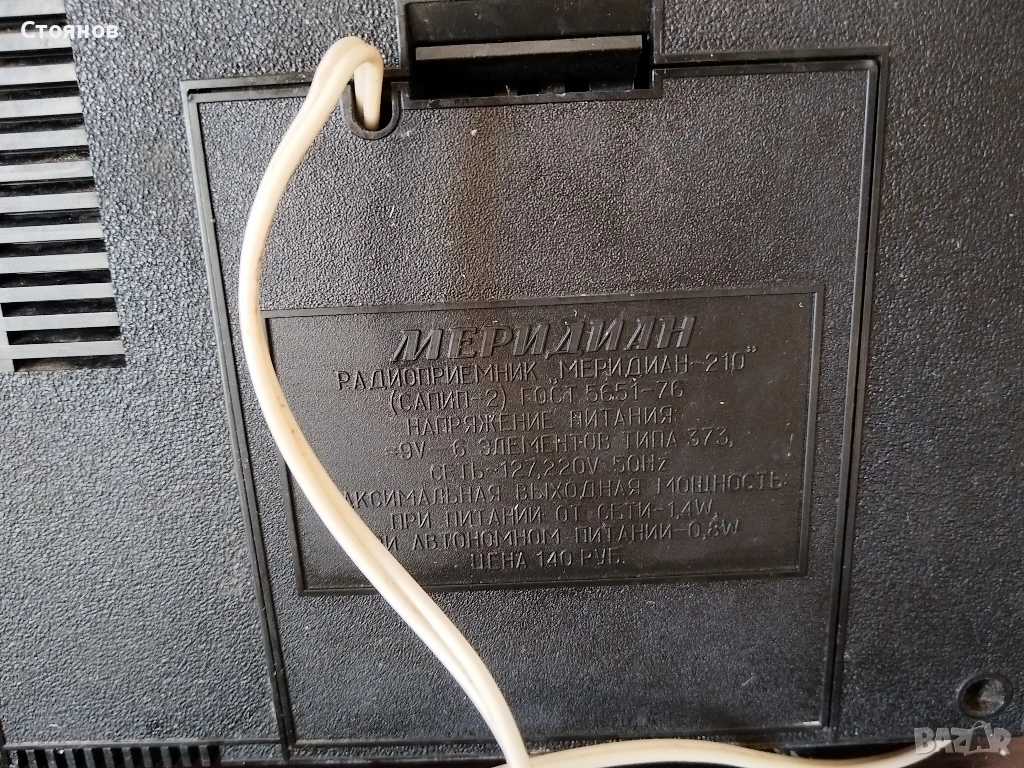 Стоянов
МЕРИДИАН
РАДИОПРИЕМНИК "МЕРИДИАН-210"
(САПИП-2) ГОСТ 5651-76
НАПРЯЖЕНИЕ ПИТАНИЯ:
=9V-6 ЭЛЕМЕНТОВ ТИПА 373,
СЕТЬ~127,220V 50Hz
АКСИМАЛЬНАЯ ВЫХОДНАЯ МОЩНОСТЬ:
ПРИ ПИТАНИИ ОТ СЕТИ-1,4W,
И АВТОНОМНОМ ПИТАНИИ-0,8W
ЦЕНА 140 РУБ.
BAZAR